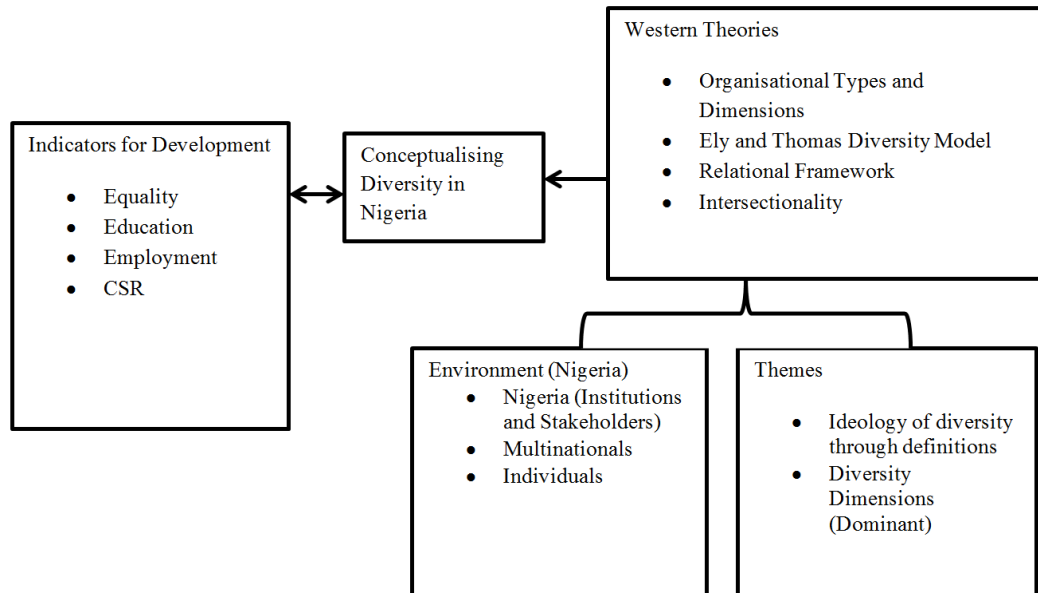 Indicators for Development
● Equality
● Education
● Employment
● CSR
Conceptualising
Diversity in
Nigeria
Western Theories
● Organisational Types and
Dimensions
● Ely and Thomas Diversity Model
● Relational Framework
● Intersectionality
Environment (Nigeria)
● Nigeria (Institutions
and Stakeholders)
● Multinationals
● Individuals
Themes
● Ideology of diversity
through definitions
● Diversity
Dimensions
(Dominant)